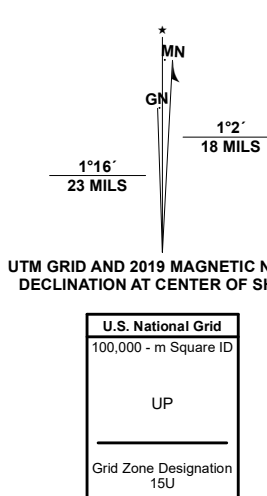 ★
MN
GN
1°2´
18 MILS
1°16´
23 MILS
UTM GRID AND 2019 MAGNETIC N
DECLINATION AT CENTER OF SH
U.S. National Grid
100,000 - m Square ID
UP
Grid Zone Designation
15U